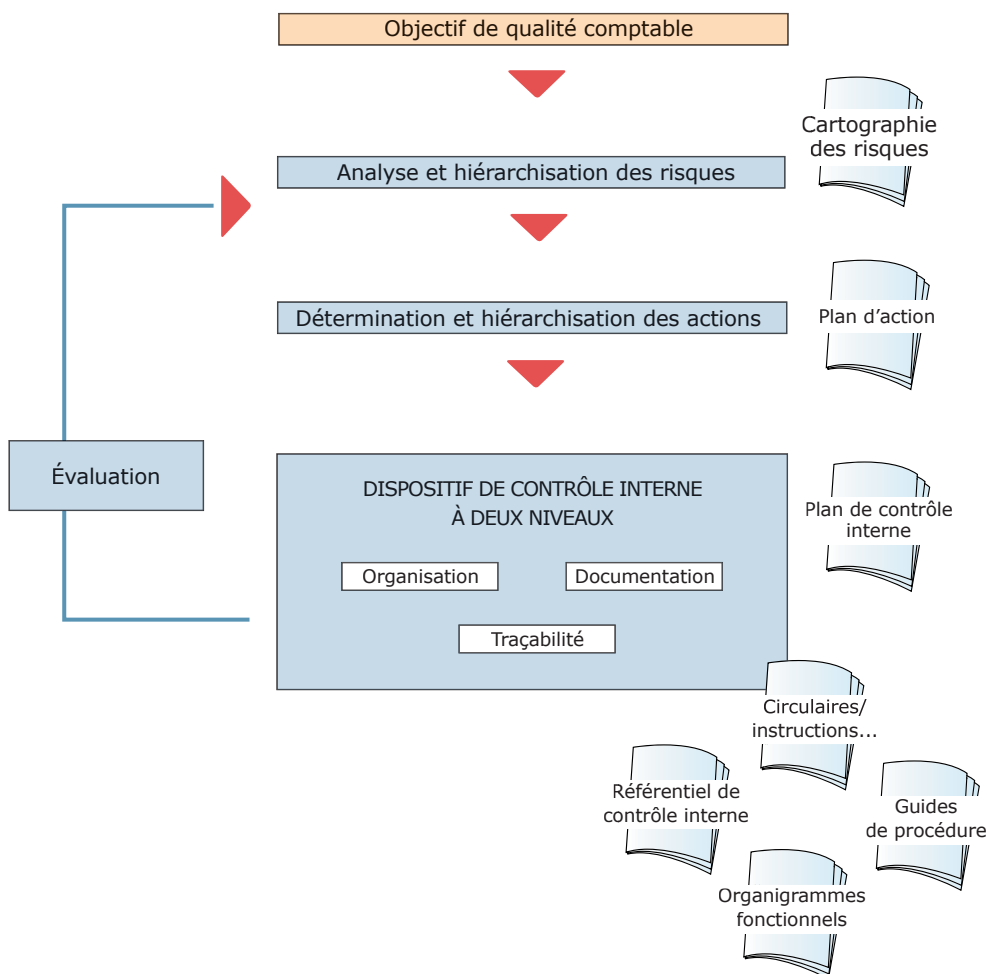 Objectif de qualité comptable
Cartographie
des risques
Analyse et hiérarchisation des risques
Détermination et hiérarchisation des actions
Plan d’action
Évaluation
DISPOSITIF DE CONTRÔLE INTERNE
À DEUX NIVEAUX
Plan de contrôle
interne
Organisation
Documentation
Traçabilité
Circulaires/
instructions...
Référentiel de
contrôle interne
Guides
de procédure
Organigrammes
fonctionnels